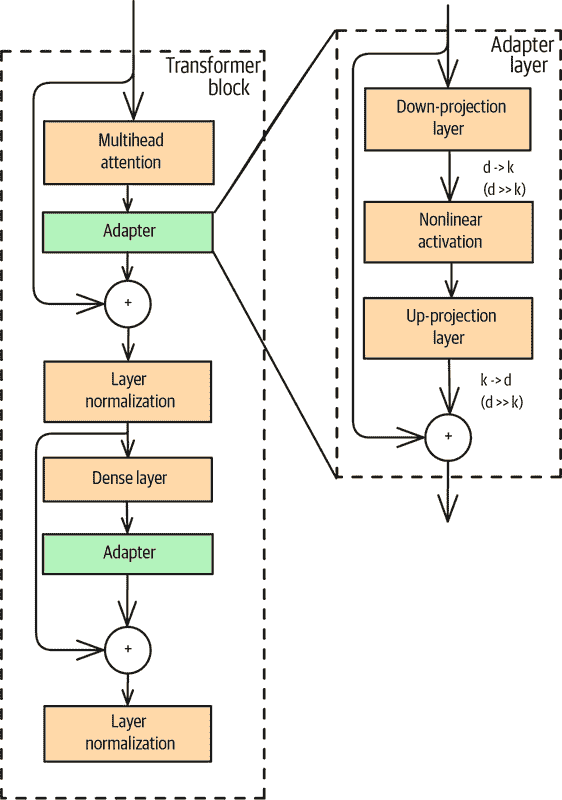 Transformer
block
Multihead
attention
Adapter
+
Layer
normalization
Dense layer
Adapter
+
Layer
normalization
Adapter
layer
Down-projection
layer
d -> k
(d >> k)
Nonlinear
activation
Up-projection
layer
k -> d
(d >> k)
+